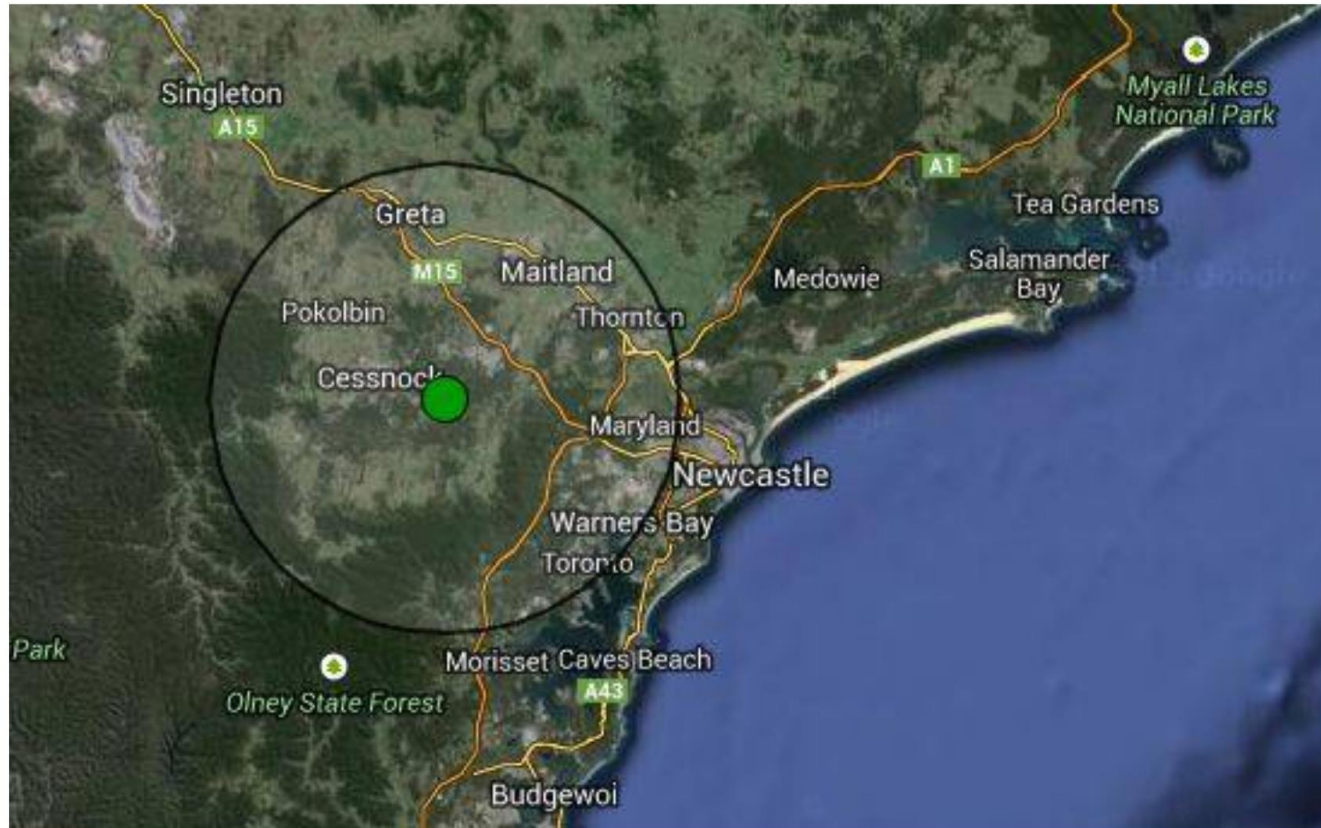 Singleton
A15
Myall Lakes
National Park
A1
Tea Gardens
Greta
M15
Maitland
Medowie
Salamander
Bay
Pokolbin
Thornton
Cessnock
Maryland
Newcastle
Warners Bay
Toronto
Park
Morisset
Caves Beach
A43
Olney State Forest
Budgewoi